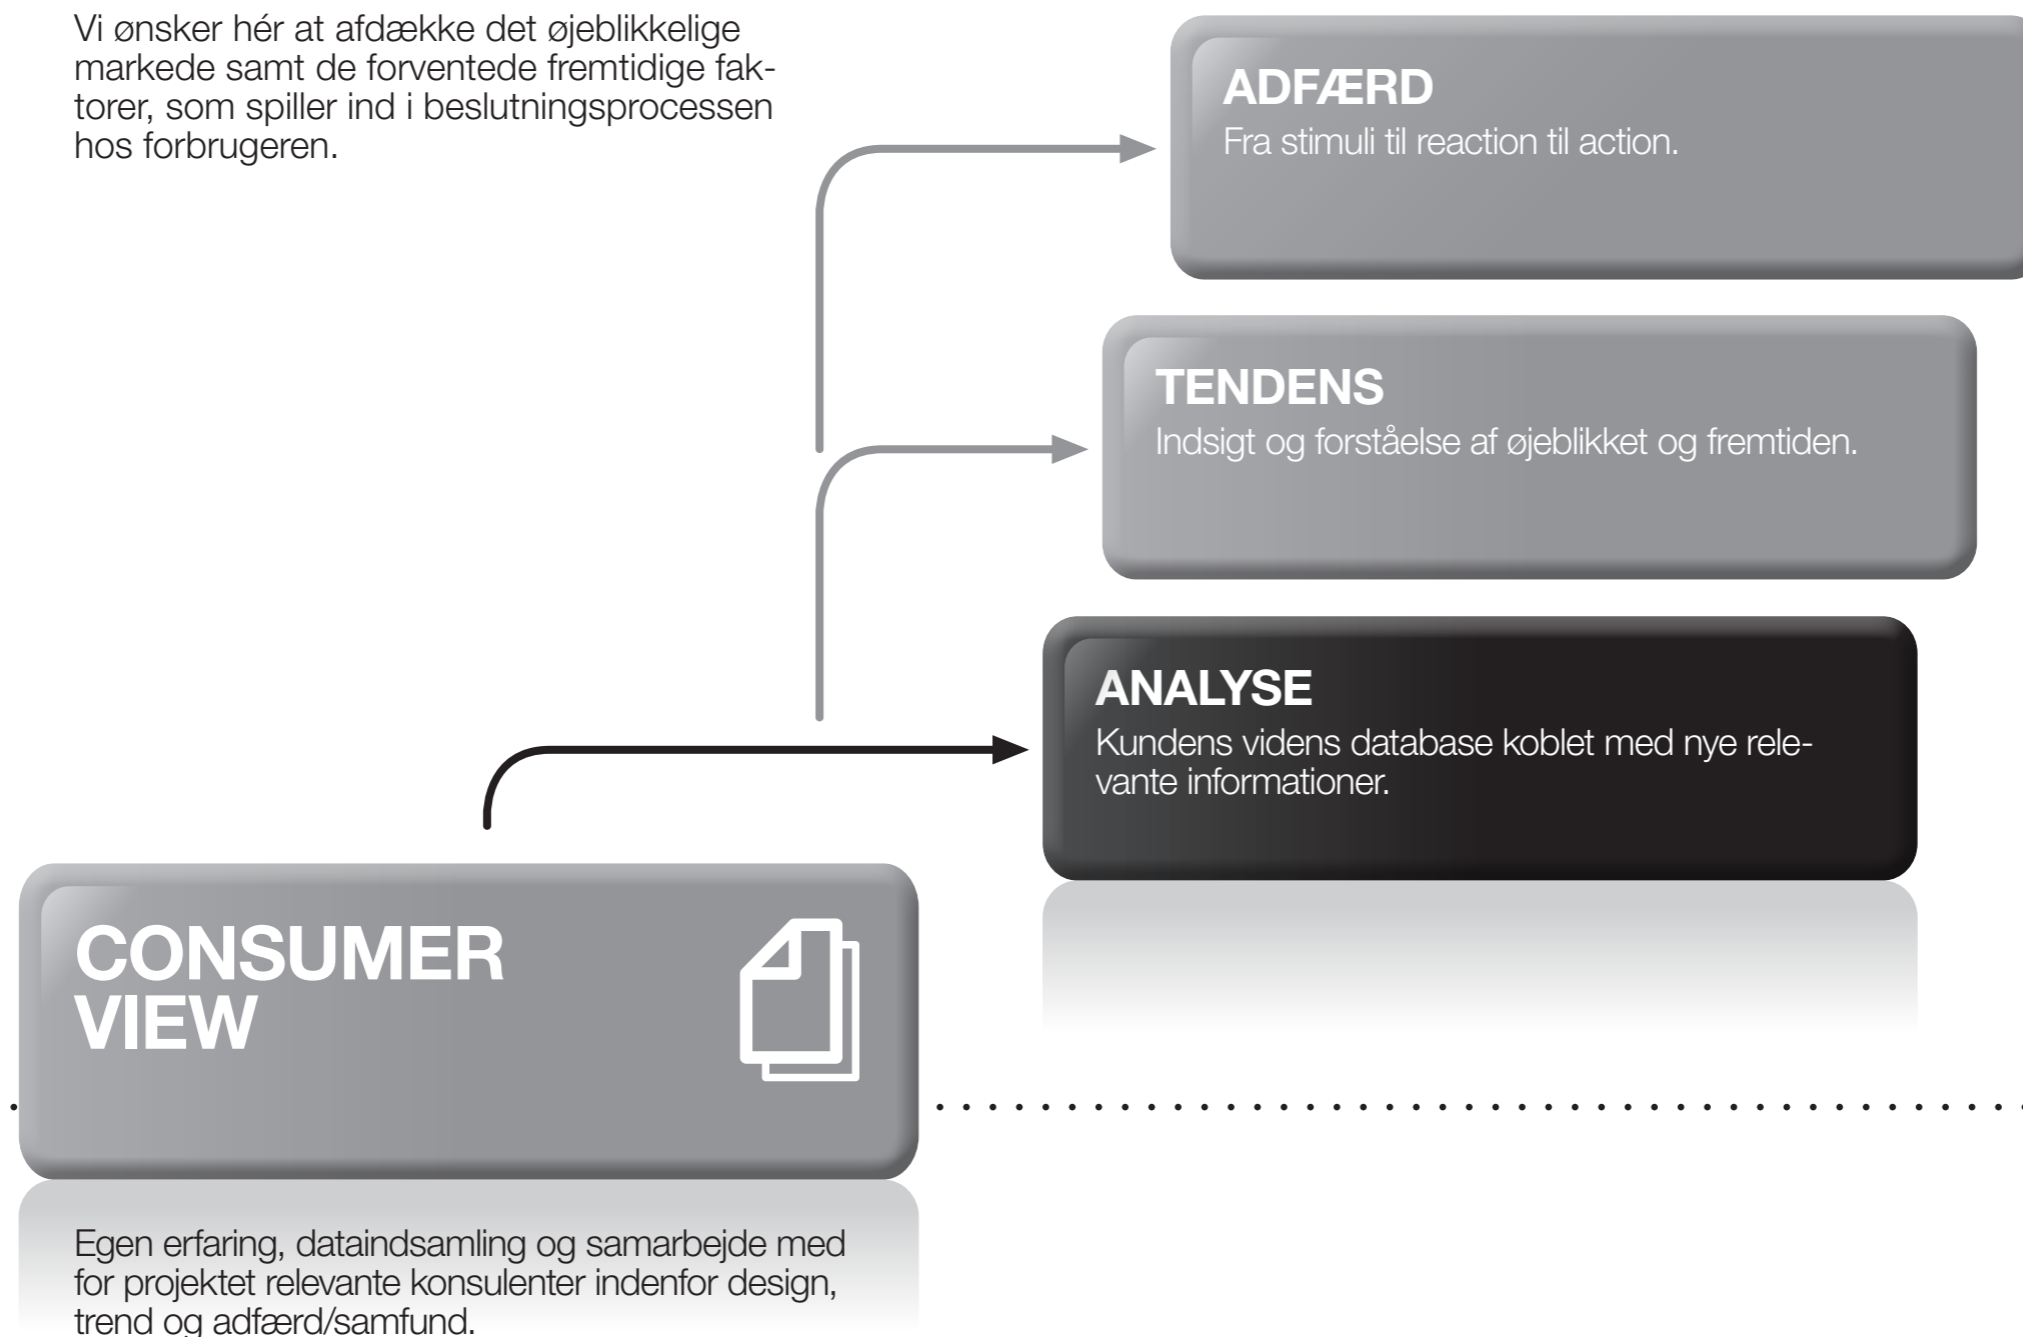 Vi ønsker hér at afdække det øjeblikkelige
markede samt de forventede fremtidige fak-
torer, som spiller ind i beslutningsprocessen
hos forbrugeren.
ADFÆRD
Fra stimuli til reaction til action.
TENDENS
Indsigt og forståelse af øjeblikket og fremtiden.
ANALYSE
Kundens videns database koblet med nye rele-
vante informationer.
CONSUMER
VIEW
Egen erfaring, dataindsamling og samarbejde med
for projektet relevante konsulenter indenfor design,
trend og adfærd/samfund.